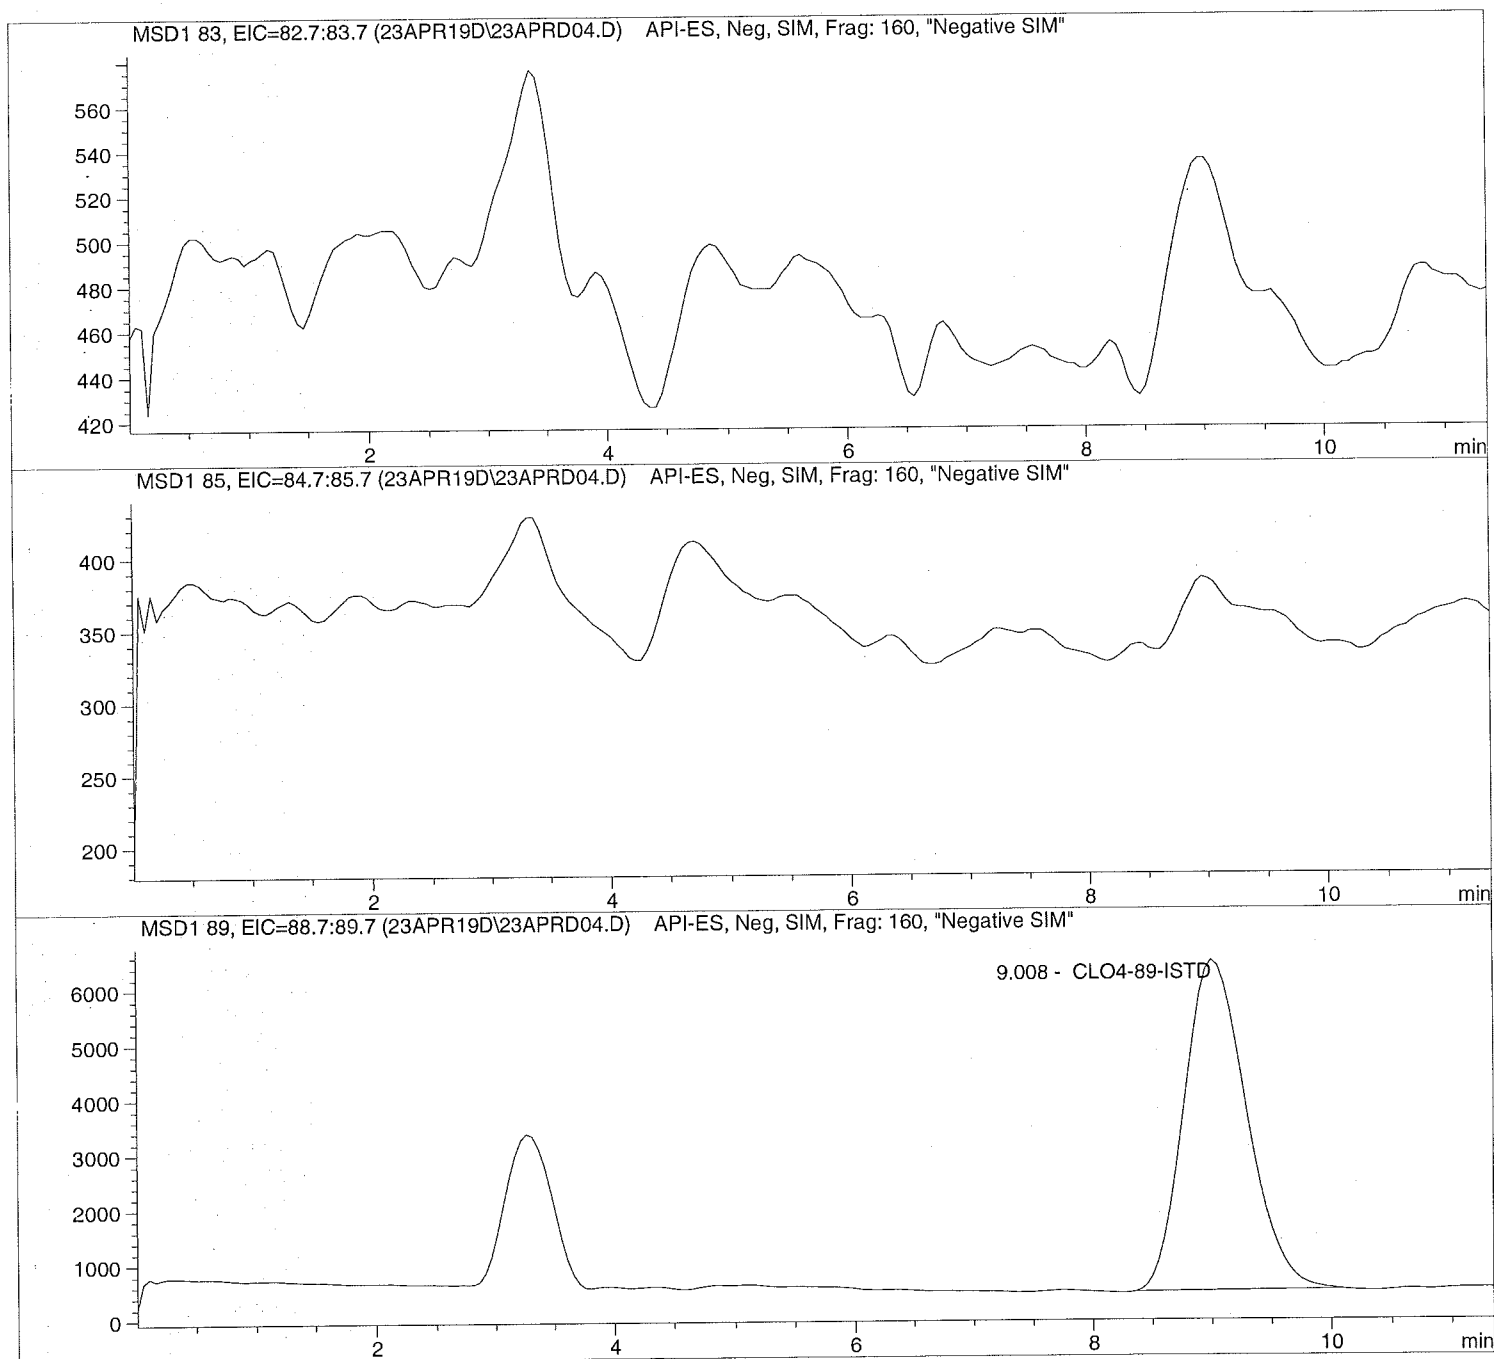 MSD1 83, EIC=82.7:83.7 (23APR19D\23APRD04.D) API-ES, Neg, SIM, Frag: 160, "Negative SIM"
560
540
520
500
480
460
440
420
2 4 6 8 10 min
MSD1 85, EIC=84.7:85.7 (23APR19D\23APRD04.D) API-ES, Neg, SIM, Frag: 160, "Negative SIM"
400
350
300
250
200
2 4 6 8 10 min
MSD1 89, EIC=88.7:89.7 (23APR19D\23APRD04.D) API-ES, Neg, SIM, Frag: 160, "Negative SIM"
9.008 - CLO4-89-ISTD
6000
5000
4000
3000
2000
1000
0
2 4 6 8 10 min